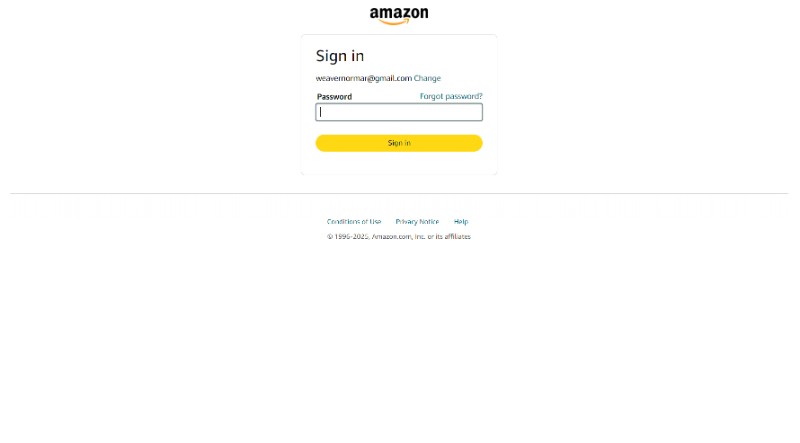 amazon
Sign in
weavernormar@gmail.com Change
Password Forgot password?
Sign in
Conditions of Use Privacy Notice Help
© 1996-2025, Amazon.com, Inc. or its affiliates